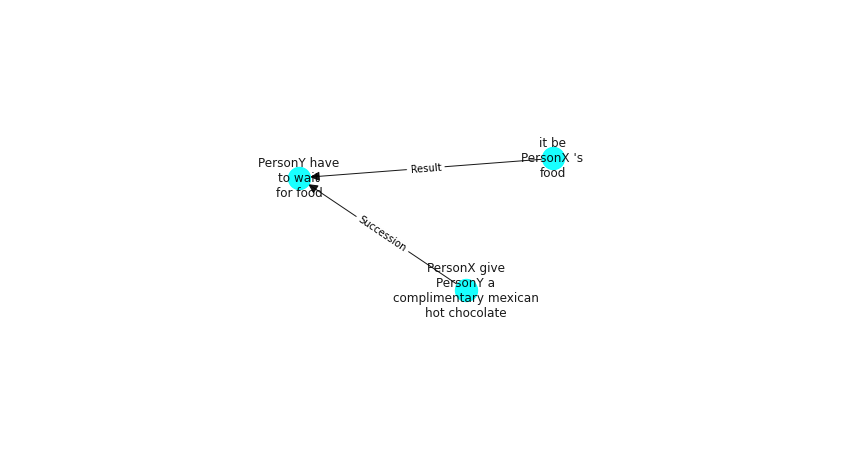 it be
PersonX 's
food
PersonY have
to wait
for food
Result
Succession
PersonX give
PersonY a
complimentary mexican
hot chocolate